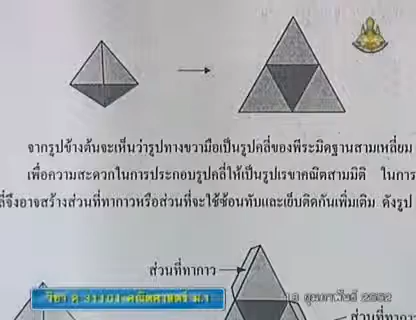 จากรูปข้างต้นจะเห็นว่ารูปทางขวามือเป็นรูปคลี่ของพีระมิดฐานสามเหลี่ยม
เพื่อความสะดวกในการประกอบรูปคลี่ให้เป็นรูปเรขาคณิตสามมิติ ในการ
จึงอาจสร้างส่วนที่ทากาวหรือส่วนที่จะใช้ซ้อนทับและเย็บติดกันเพิ่มเติม ดังรูป
ส่วนที่ทากาว
วิชา ค 31101 คณิตศาสตร์ ม.1
18 กุมภาพันธ์ 2552
ส่วนที่ทากาว